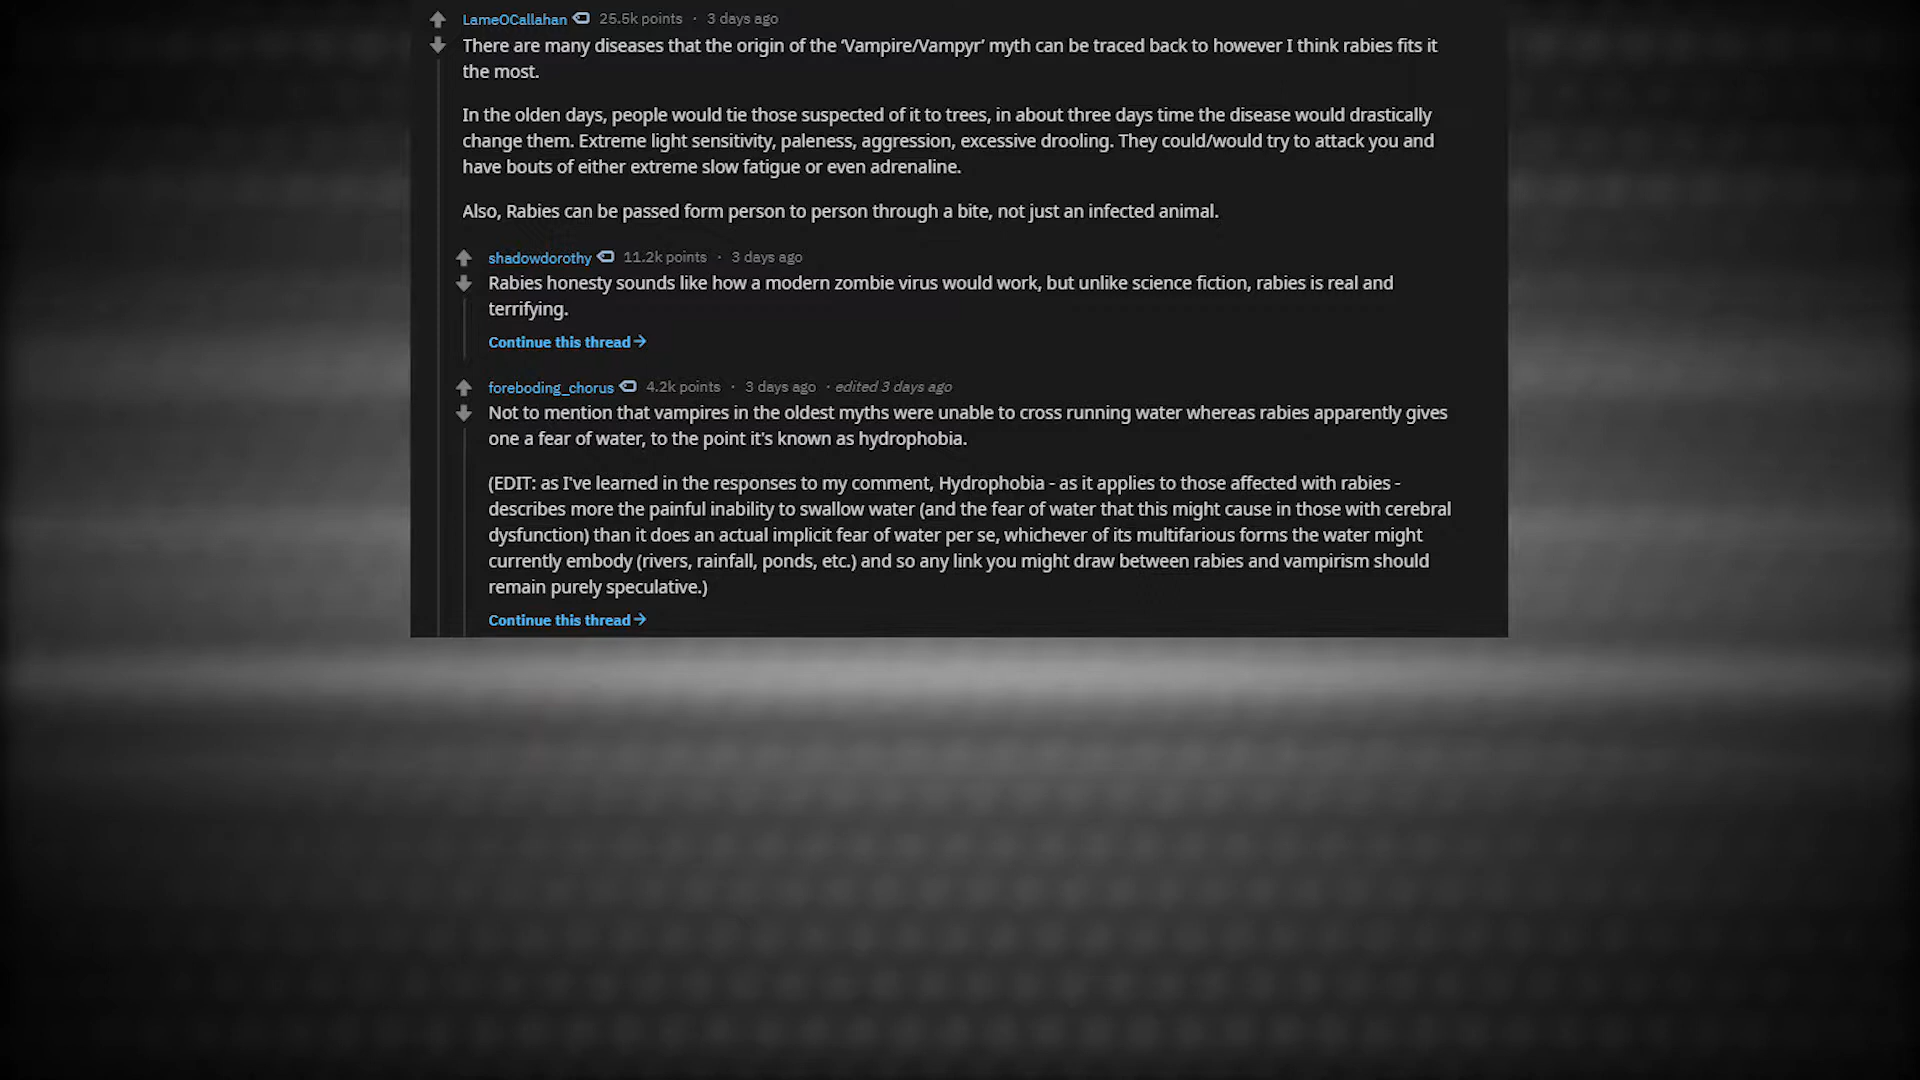 LameOCallahan 25.5k points · 3 days ago
There are many diseases that the origin of the ‘Vampire/Vampyr’ myth can be traced back to however I think rabies fits it
the most.
In the olden days, people would tie those suspected of it to trees, in about three days time the disease would drastically
change them. Extreme light sensitivity, paleness, aggression, excessive drooling. They could/would try to attack you and
have bouts of either extreme slow fatigue or even adrenaline.
Also, Rabies can be passed form person to person through a bite, not just an infected animal.
shadowdorothy 11.2k points · 3 days ago
Rabies honesty sounds like how a modern zombie virus would work, but unlike science fiction, rabies is real and
terrifying.
Continue this thread→
foreboding_chorus 4.2k points · 3 days ago · edited 3 days ago
Not to mention that vampires in the oldest myths were unable to cross running water whereas rabies apparently gives
one a fear of water, to the point it's known as hydrophobia.
(EDIT: as I've learned in the responses to my comment, Hydrophobia - as it applies to those affected with rabies -
describes more the painful inability to swallow water (and the fear of water that this might cause in those with cerebral
dysfunction) than it does an actual implicit fear of water per se, whichever of its multifarious forms the water might
currently embody (rivers, rainfall, ponds, etc.) and so any link you might draw between rabies and vampirism should
remain purely speculative.)
Continue this thread→